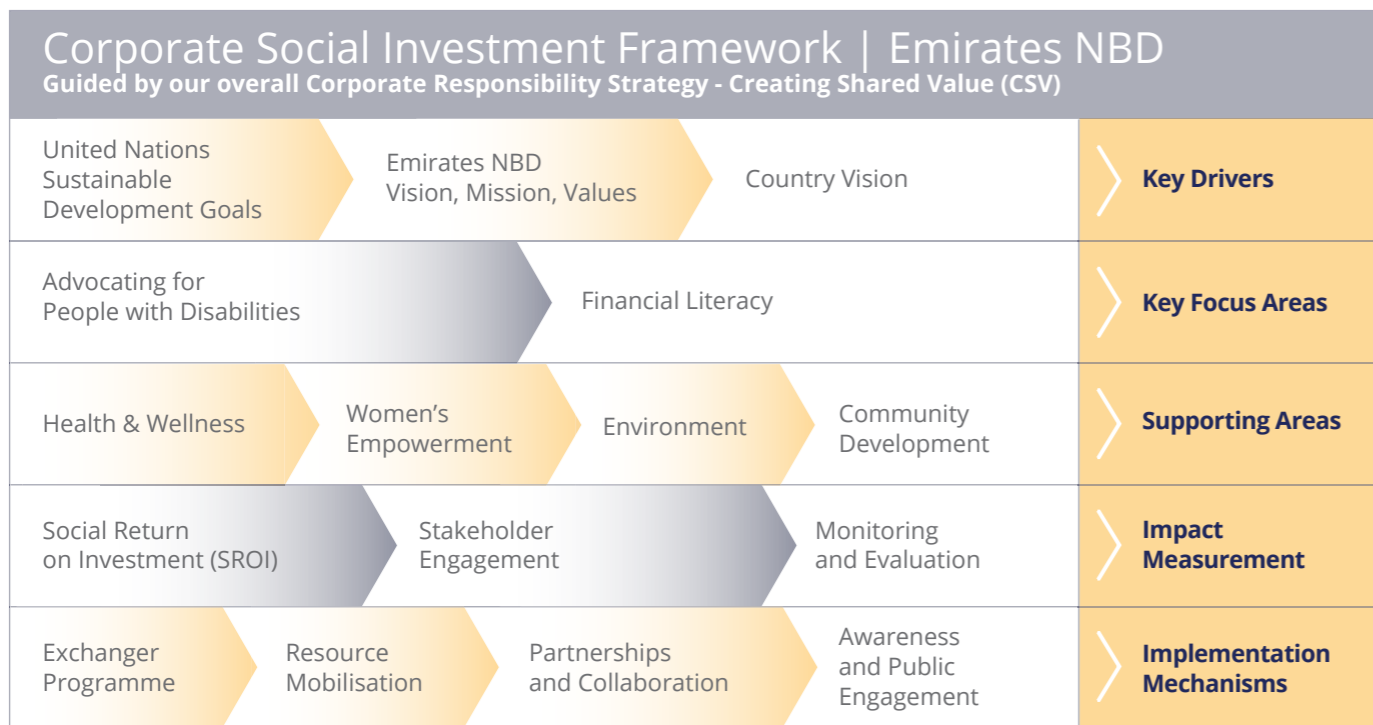 Corporate Social Investment Framework | Emirates NBD
Guided by our overall Corporate Responsibility Strategy - Creating Shared Value (CSV)
United Nations
Sustainable
Development Goals
Emirates NBD
Vision, Mission, Values
Country Vision
Key Drivers
Advocating for
People with Disabilities
Financial Literacy
Key Focus Areas
Health & Wellness
Women’s
Empowerment
Environment
Community
Development
Supporting Areas
Social Return
on Investment (SROI)
Stakeholder
Engagement
Monitoring
and Evaluation
Impact
Measurement
Exchanger
Programme
Resource
Mobilisation
Partnerships
and Collaboration
Awareness
and Public
Engagement
Implementation
Mechanisms